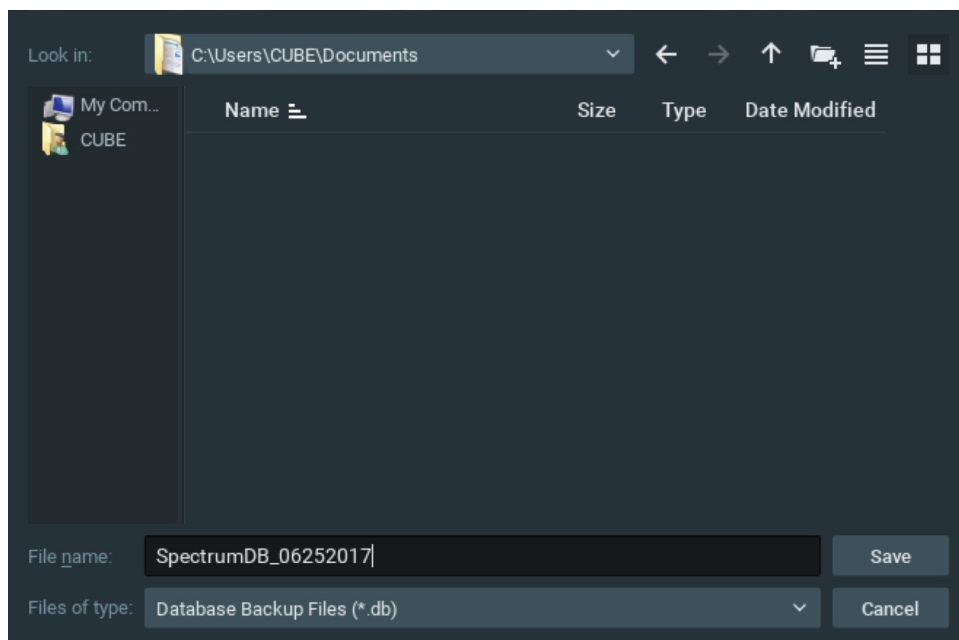 Look in: C:\Users\CUBE\Documents
My Com...
CUBE
Name Size Type Date Modified
File name: SpectrumDB_06252017 Save
Files of type: Database Backup Files (*.db) Cancel